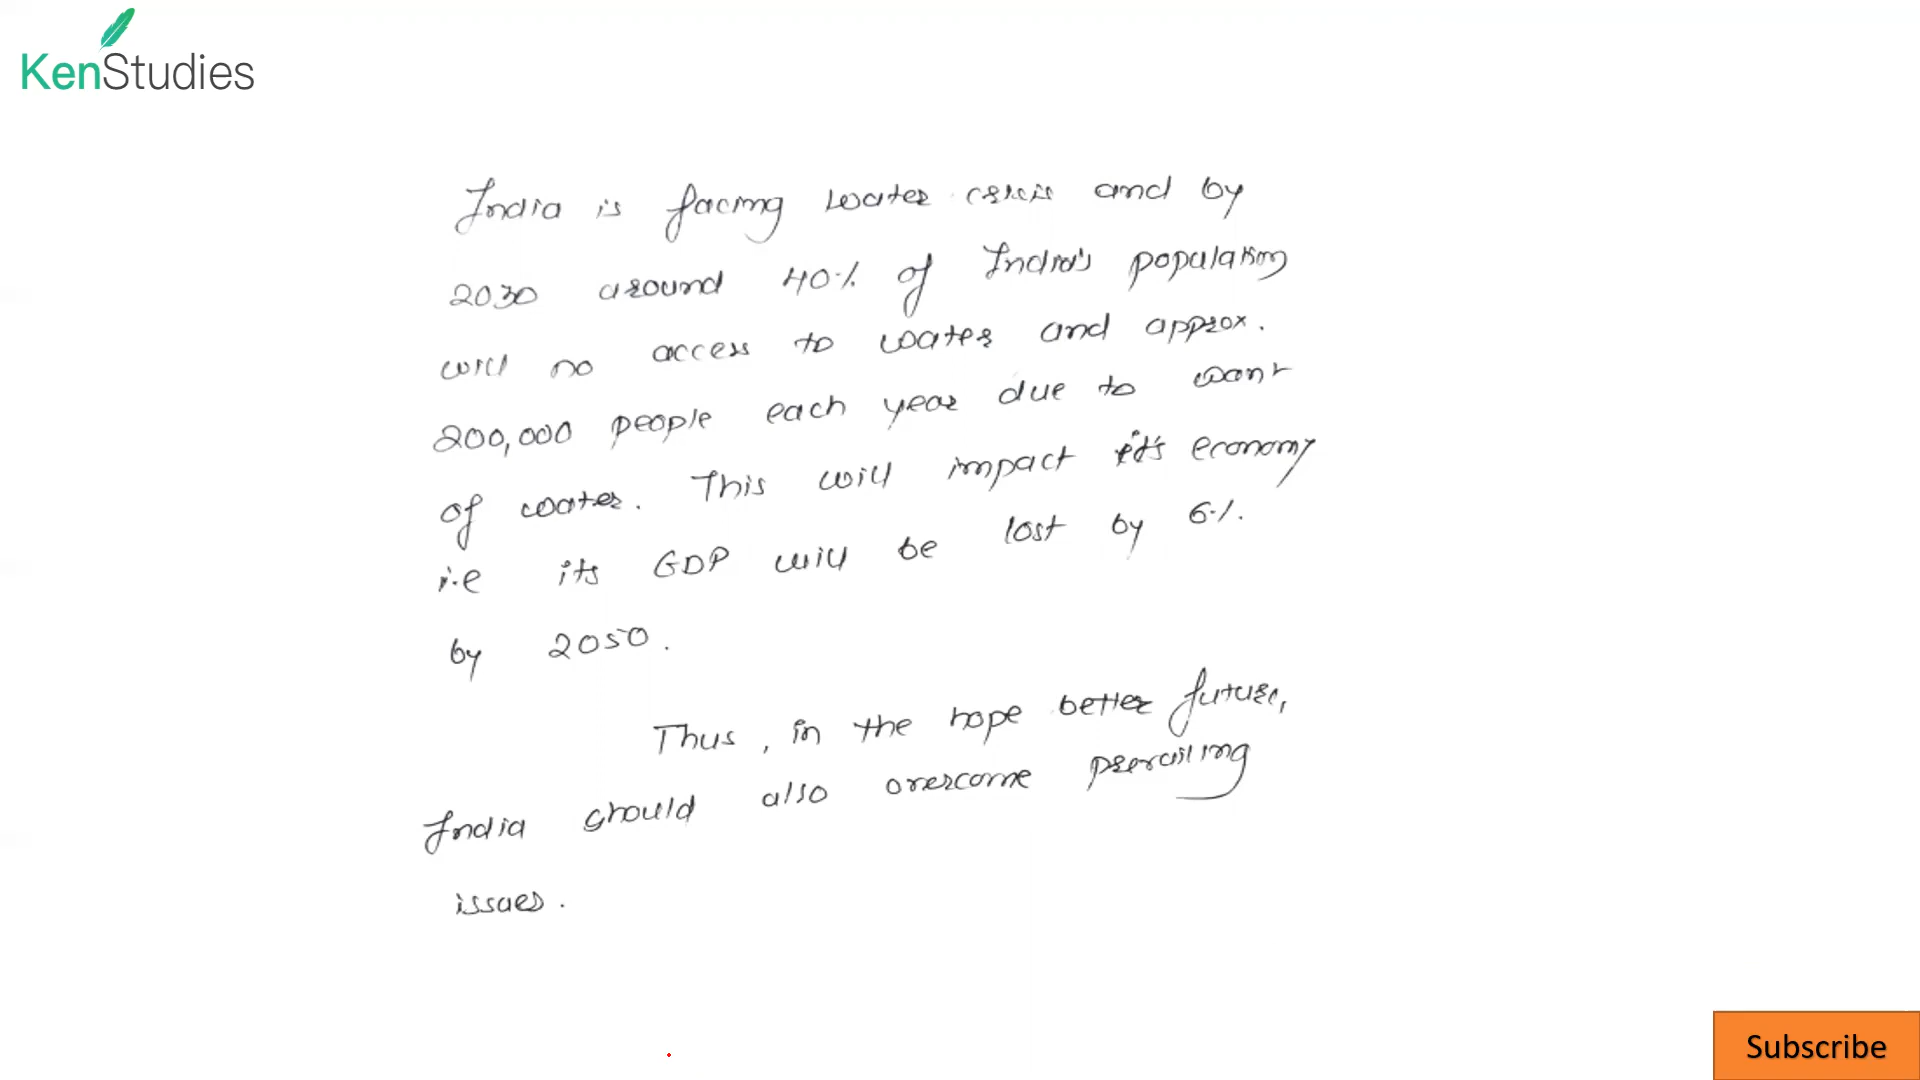 KenStudies
India is facing water crisis and by
2030 around 40% of India's population
will no access to water and approx.
200,000 people each year due to want
of water. This will impact it's economy
i.e its GDP will be lost by 6%.
by 2050.
Thus, in the hope better future,
India should also overcome prevailing
issues.
Subscribe